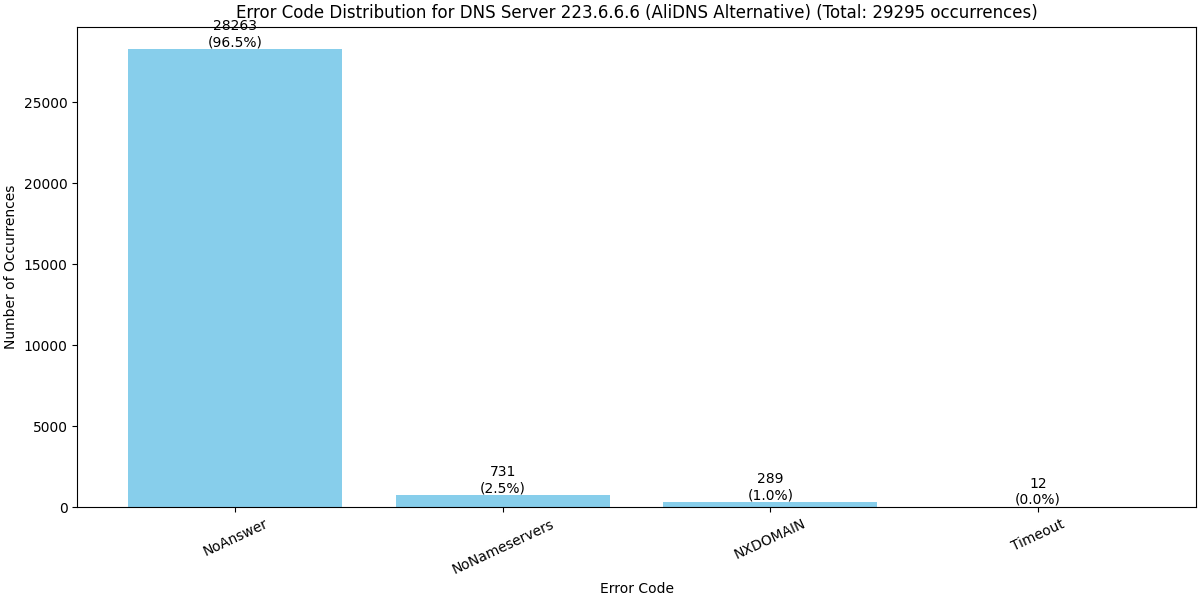 Error Code Distribution for DNS Server 223.6.6.6 (AliDNS Alternative) (Total: 29295 occurrences)
28263
(96.5%)
731
(2.5%)
289
(1.0%)
12
(0.0%)
25000
20000
15000
10000
5000
0
Number of Occurrences
NoAnswer
NoNameservers
NXDOMAIN
Timeout
Error Code